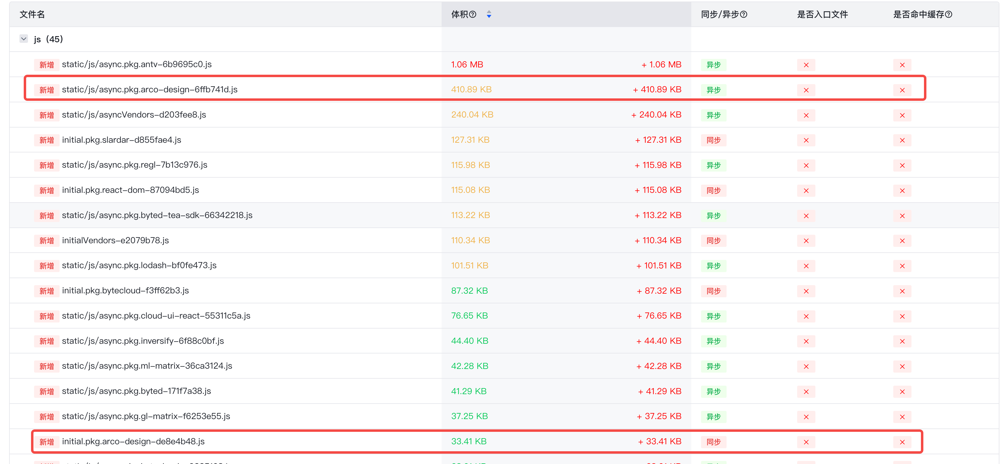 文件名 体积 同步/异步 是否入口文件 是否命中缓存
js (45)
新增 static/js/async.pkg.antv-6b9695c0.js 1.06 MB + 1.06 MB 异步 × ×
新增 static/js/async.pkg.arco-design-6ffb741d.js 410.89 KB + 410.89 KB 异步 × ×
新增 static/js/asyncVendors-d203fee8.js 240.04 KB + 240.04 KB 异步 × ×
新增 initial.pkg.slardar-d855fae4.js 127.31 KB + 127.31 KB 同步 × ×
新增 static/js/async.pkg.regl-7b13c976.js 115.98 KB + 115.98 KB 异步 × ×
新增 initial.pkg.react-dom-87094bd5.js 115.08 KB + 115.08 KB 同步 × ×
新增 static/js/async.pkg.byted-tea-sdk-66342218.js 113.22 KB + 113.22 KB 异步 × ×
新增 initialVendors-e2079b78.js 110.34 KB + 110.34 KB 同步 × ×
新增 static/js/async.pkg.lodash-bf0fe473.js 101.51 KB + 101.51 KB 异步 × ×
新增 initial.pkg.bytecloud-f3ff62b3.js 87.32 KB + 87.32 KB 同步 × ×
新增 static/js/async.pkg.cloud-ui-react-55311c5a.js 76.65 KB + 76.65 KB 异步 × ×
新增 static/js/async.pkg.inversify-6f88c0bf.js 44.40 KB + 44.40 KB 异步 × ×
新增 static/js/async.pkg.ml-matrix-36ca3124.js 42.28 KB + 42.28 KB 异步 × ×
新增 static/js/async.pkg.byted-171f7a38.js 41.29 KB + 41.29 KB 异步 × ×
新增 static/js/async.pkg.gl-matrix-f6253e55.js 37.25 KB + 37.25 KB 异步 × ×
新增 initial.pkg.arco-design-de8e4b48.js 33.41 KB + 33.41 KB 同步 × ×